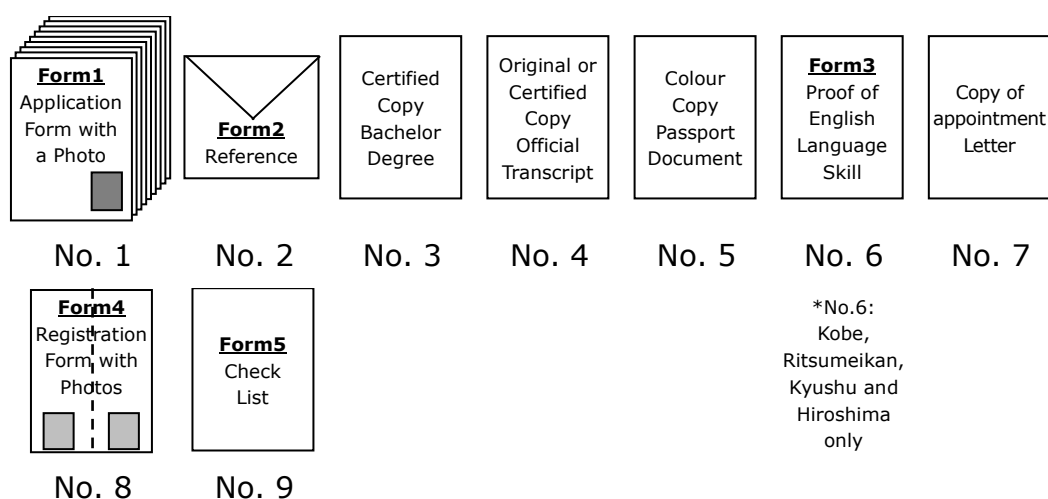 Form1
Application
Form with
a Photo
No. 1
Form2
Reference
No. 2
Certified
Copy
Bachelor
Degree
No. 3
Original or
Certified
Copy
Official
Transcript
No. 4
Colour
Copy
Passport
Document
No. 5
Form3
Proof of
English
Language
Skill
No. 6
Copy of
appointment
Letter
No. 7
Form4
Registration
Form with
Photos
No. 8
Form5
Check
List
No. 9
*No.6:
Kobe,
Ritsumeikan,
Kyushu and
Hiroshima
only